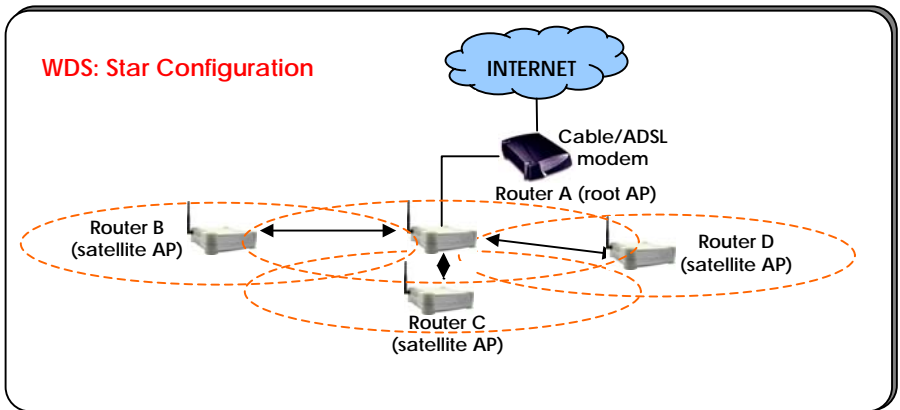 WDS: Star Configuration
INTERNET
Cable/ADSL
modem
Router A (root AP)
Router B
(satellite AP)
Router D
(satellite AP)
Router C
(satellite AP)